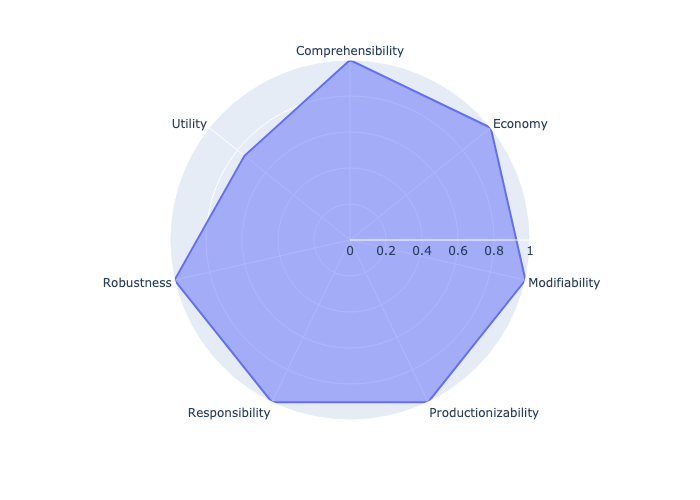 Comprehensibility
Utility
Economy
0 0.2 0.4 0.6 0.8 1
Robustness
Modifiability
Responsibility
Productionizability